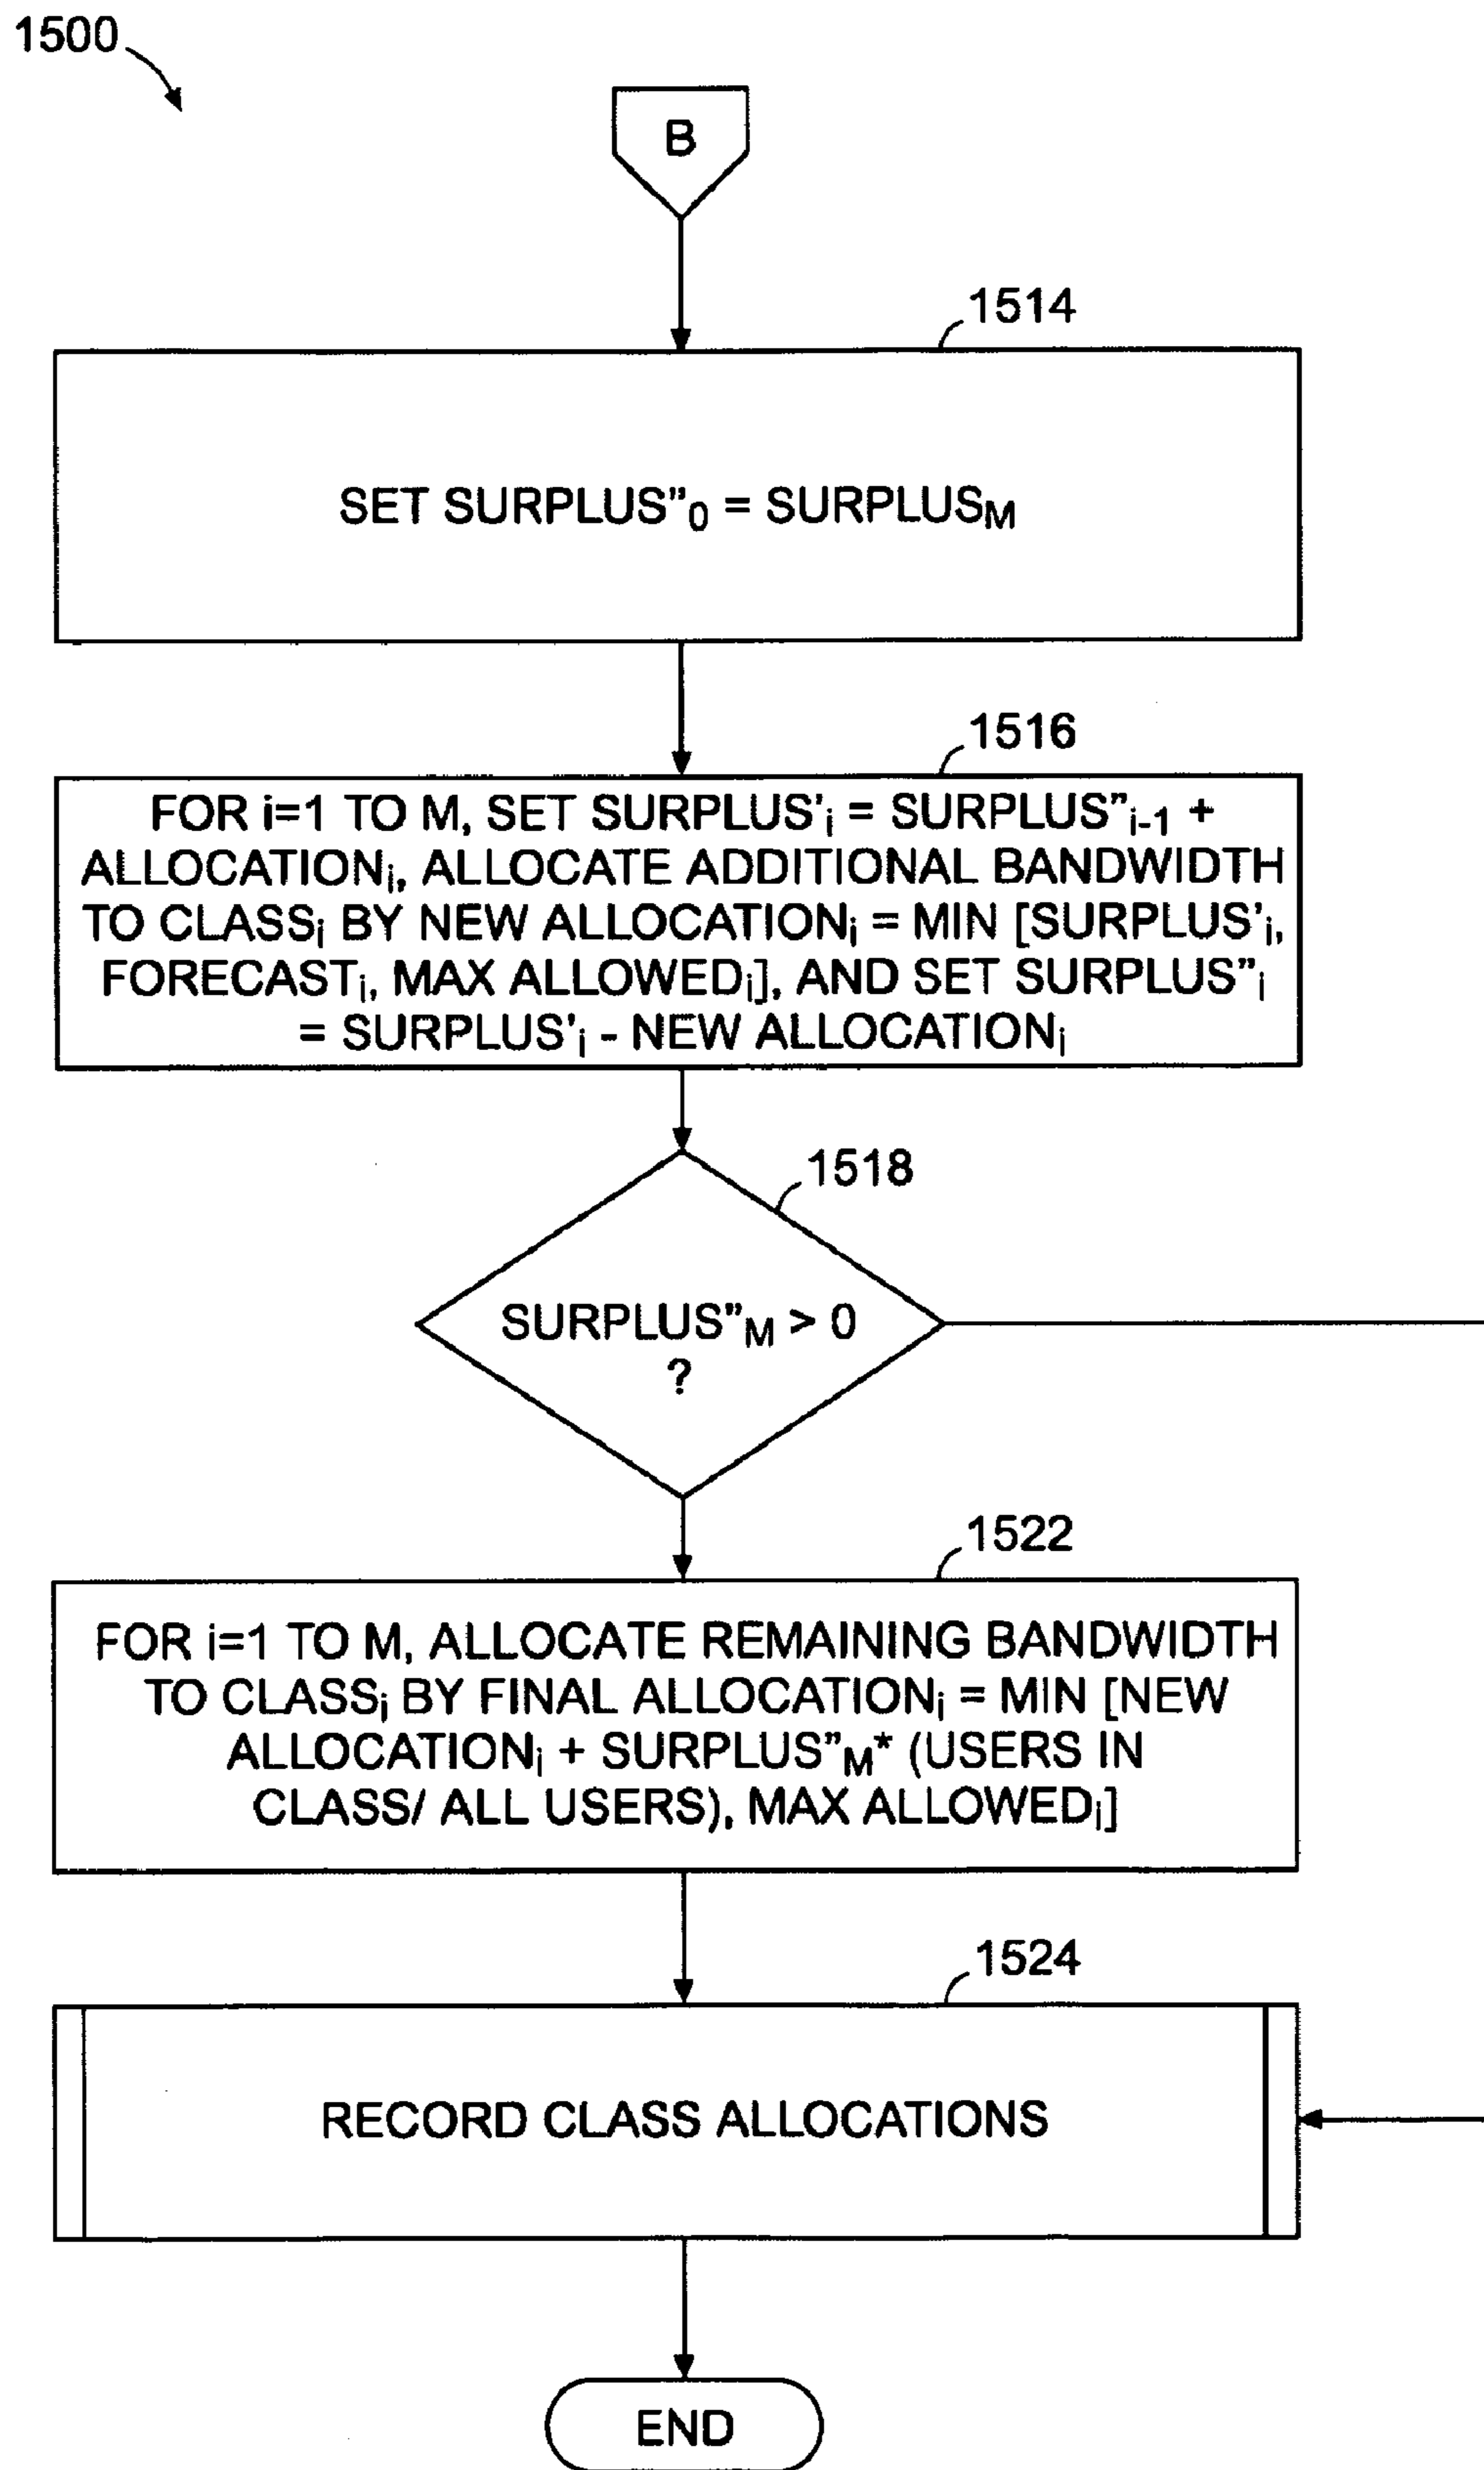 1500
B
1514
SET SURPLUS”₀ = SURPLUSM
1516
FOR i=1 TO M, SET SURPLUS'i = SURPLUS”i-1 +
ALLOCATIONi, ALLOCATE ADDITIONAL BANDWIDTH
TO CLASSi BY NEW ALLOCATIONi = MIN [SURPLUS'i,
FORECASTi, MAX ALLOWEDi], AND SET SURPLUS”i
= SURPLUS'i - NEW ALLOCATIONi
1518
SURPLUS”M > 0
?
1522
FOR i=1 TO M, ALLOCATE REMAINING BANDWIDTH
TO CLASSi BY FINAL ALLOCATIONi = MIN [NEW
ALLOCATIONi + SURPLUS”M* (USERS IN
CLASS/ ALL USERS), MAX ALLOWEDi]
1524
RECORD CLASS ALLOCATIONS
END